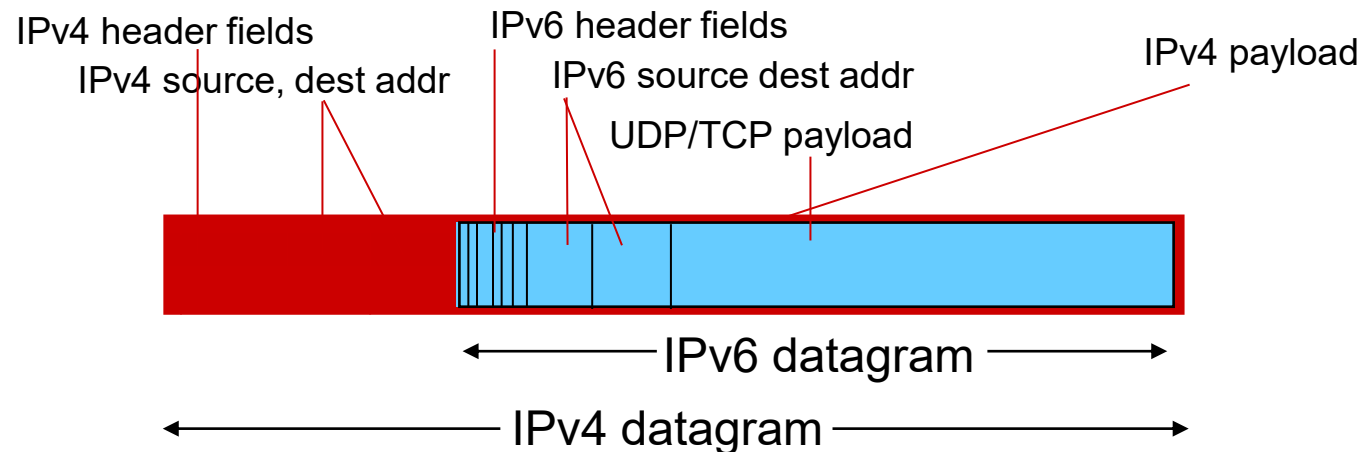 IPv4 header fields
IPv6 header fields
IPv4 payload
IPv4 source, dest addr
IPv6 source dest addr
UDP/TCP payload
IPv6 datagram
IPv4 datagram